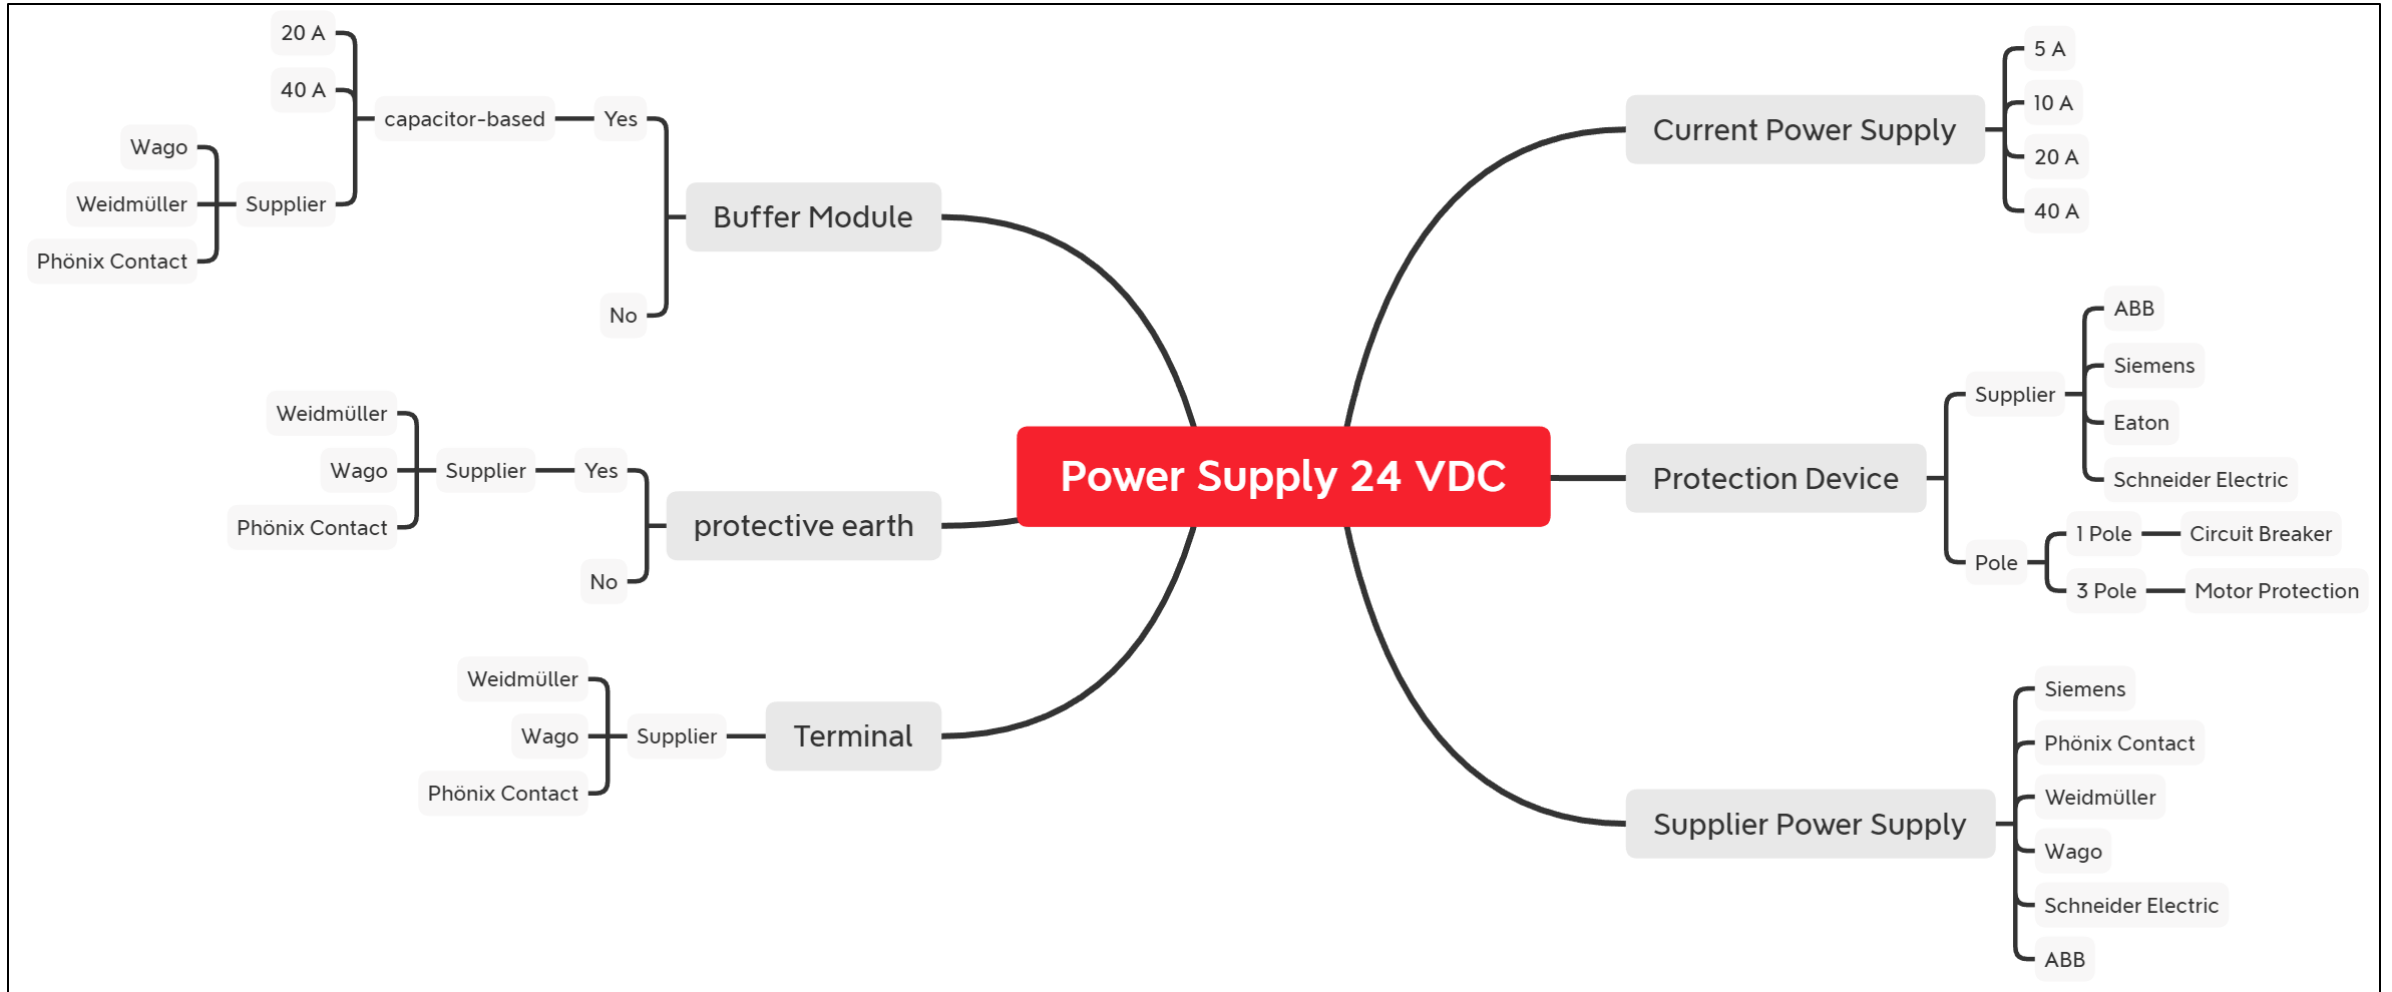 Power Supply 24 VDC
Current Power Supply
5 A
10 A
20 A
40 A
Protection Device
Supplier
ABB
Siemens
Eaton
Schneider Electric
Pole
1 Pole
Circuit Breaker
3 Pole
Motor Protection
Supplier Power Supply
Siemens
Phönix Contact
Weidmüller
Wago
Schneider Electric
ABB
Buffer Module
Yes
capacitor-based
20 A
40 A
Supplier
Wago
Weidmüller
Phönix Contact
No
protective earth
Yes
Supplier
Weidmüller
Wago
Phönix Contact
No
Terminal
Supplier
Weidmüller
Wago
Phönix Contact